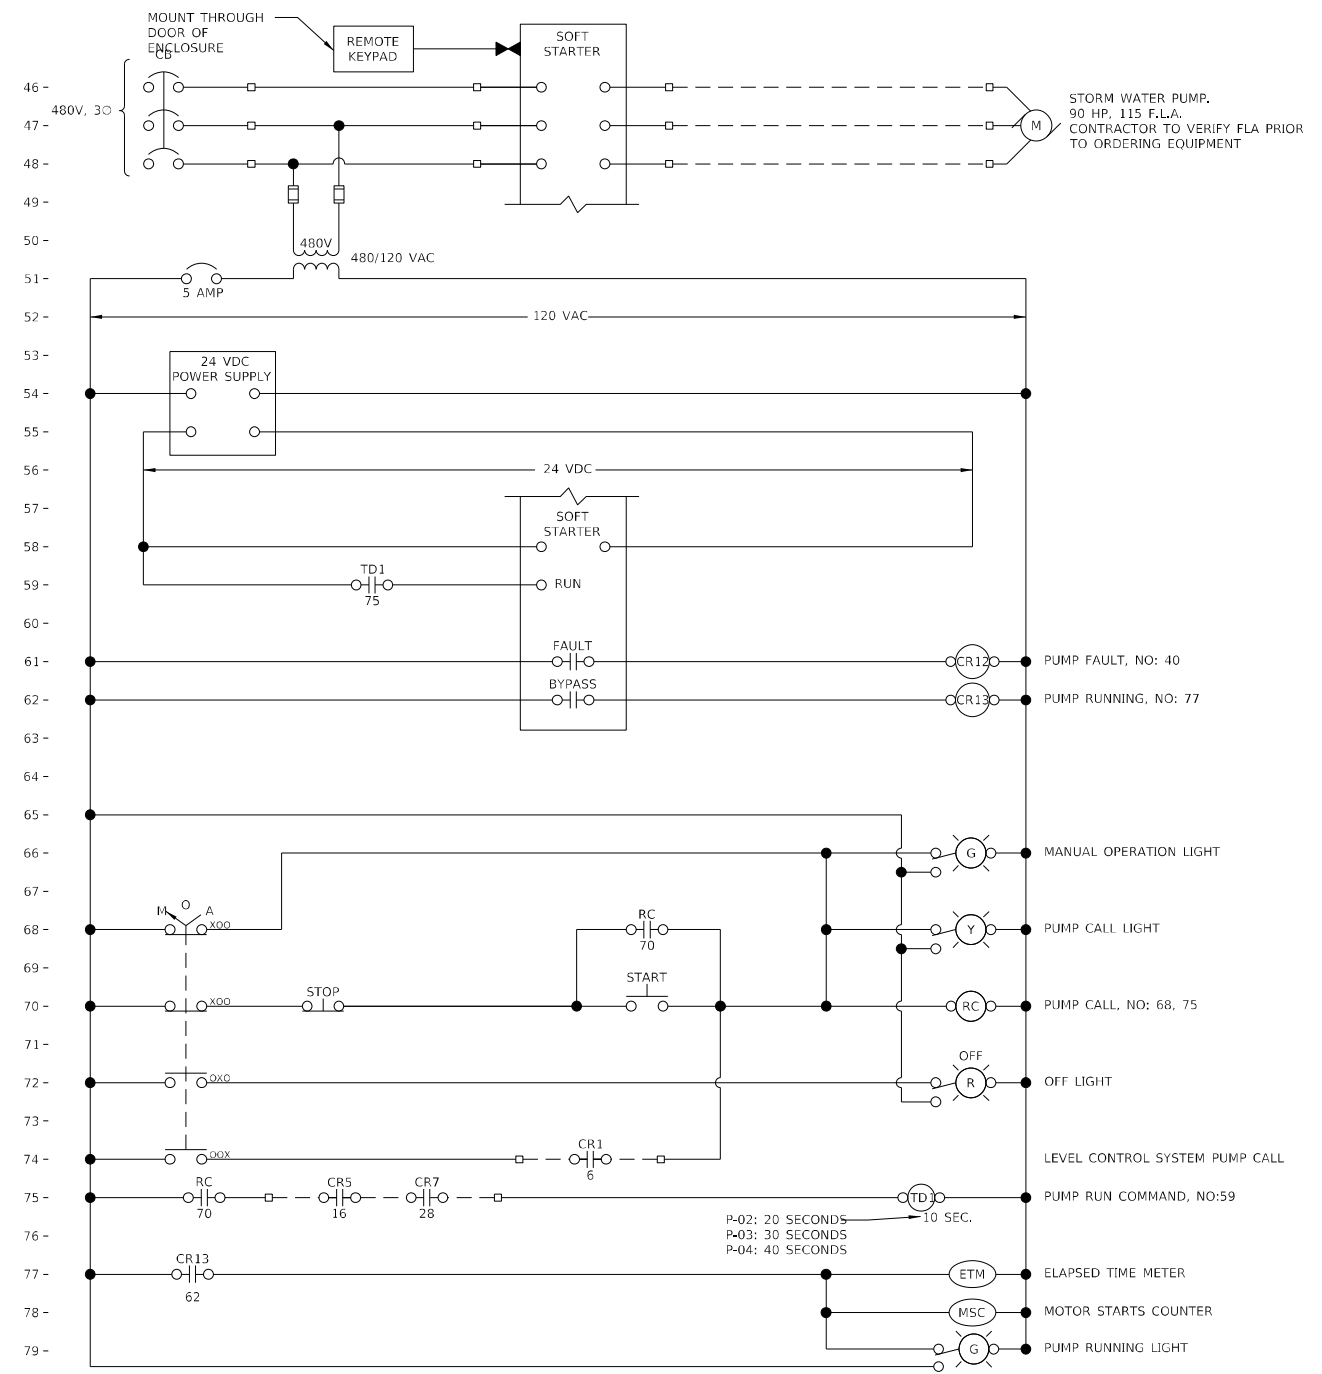 MOUNT THROUGH
DOOR OF
ENCLOSURE
REMOTE
KEYPAD
SOFT
STARTER
CB
46
480V, 3∅
47
48
M
STORM WATER PUMP.
90 HP, 115 F.L.A.
CONTRACTOR TO VERIFY FLA PRIOR
TO ORDERING EQUIPMENT
49
50
480V
480/120 VAC
51
5 AMP
52
120 VAC
53
24 VDC
POWER SUPPLY
54
55
56
24 VDC
57
SOFT
STARTER
58
TD1
59
RUN
75
60
FAULT
61
CR12
PUMP FAULT, NO: 40
BYPASS
62
CR13
PUMP RUNNING, NO: 77
63
64
65
66
G
MANUAL OPERATION LIGHT
67
M O A
RC
68
XOO
70
Y
PUMP CALL LIGHT
69
STOP
START
70
XOO
RC
PUMP CALL, NO: 68, 75
71
OFF
72
OXO
R
OFF LIGHT
73
CR1
74
OOX
6
LEVEL CONTROL SYSTEM PUMP CALL
RC
CR5
CR7
75
70
16
28
TD1
PUMP RUN COMMAND, NO:59
10 SEC.
P-02: 20 SECONDS
P-03: 30 SECONDS
P-04: 40 SECONDS
76
CR13
77
62
ETM
ELAPSED TIME METER
78
MSC
MOTOR STARTS COUNTER
79
G
PUMP RUNNING LIGHT